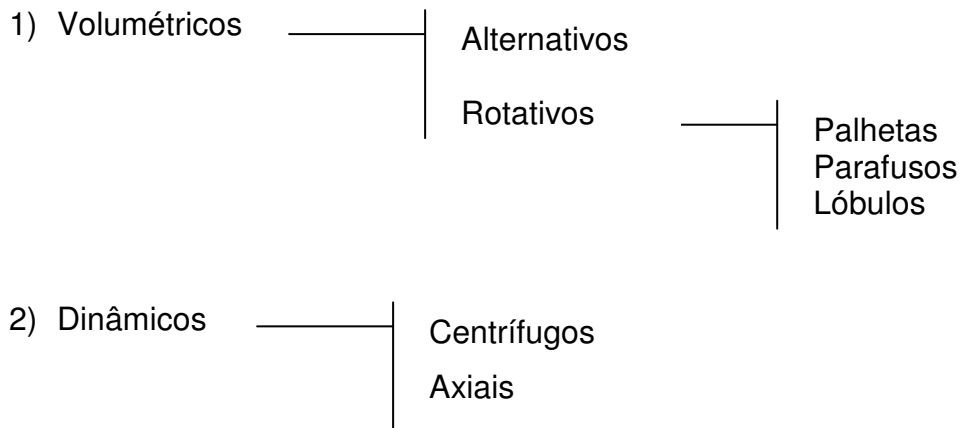 1) Volumétricos
Alternativos
Rotativos
Palhetas
Parafusos
Lóbulos
2) Dinâmicos
Centrífugos
Axiais